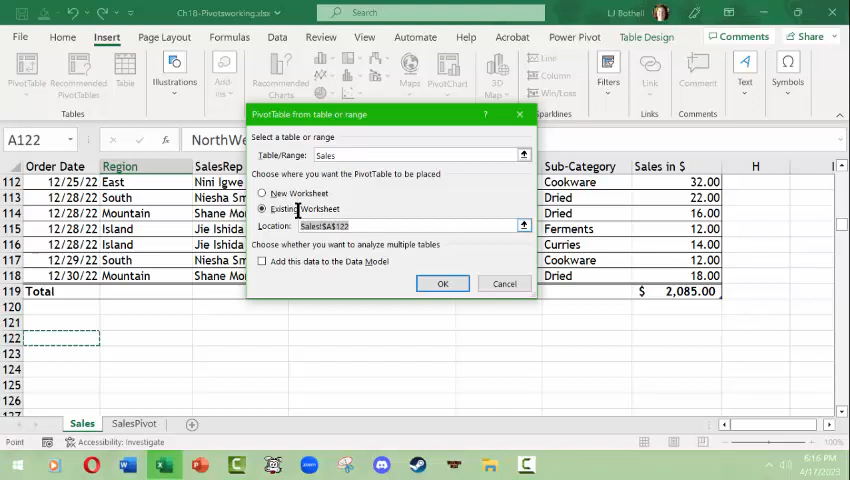 Ch18-Pivotsworking.xlsx
Search
LJ Bothell
File Home Insert Page Layout Formulas Data Review View Automate Help Acrobat Power Pivot Table Design
Comments Share
PivotTable
Recommended PivotTables
Table
Illustrations
Add-ins
Recommended Charts
Maps
PivotChart
3D Map
Line
Column
Win/Loss
Filters
Link
Comment
Text
Symbols
Tables
Sparklines
Links
Comments
A122
NorthWe
PivotTable from table or range ?
Select a table or range
Table/Range: Sales
Choose where you want the PivotTable to be placed
New Worksheet
Existing Worksheet
Location: Sales!$A$122
Choose whether you want to analyze multiple tables
Add this data to the Data Model
OK Cancel
Order Date Region SalesRep Sub-Category Sales in $ H I
112 12/25/22 East Nini Igwe Cookware 32.00
113 12/28/22 South Niesha Sm Dried 22.00
114 12/28/22 Mountain Shane Mo Dried 16.00
115 12/28/22 Island Jie Ishida Ferments 12.00
116 12/28/22 Island Jie Ishida Curries 14.00
117 12/29/22 South Niesha Sm Cookware 12.00
118 12/30/22 Mountain Shane Mo Dried 18.00
119 Total $ 2,085.00
120
121
122
123
124
125
126
127
Sales SalesPivot
Point Accessibility: Investigate 100%
6:16 PM
4/17/2023